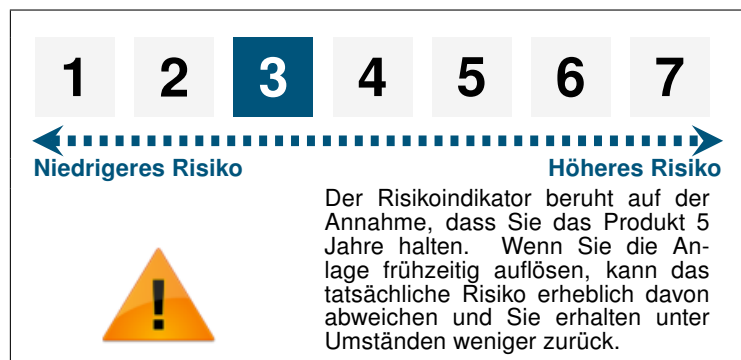 1 2 3 4 5 6 7
Niedrigeres Risiko Höheres Risiko
Der Risikoindikator beruht auf der
Annahme, dass Sie das Produkt 5
Jahre halten. Wenn Sie die An-
lage frühzeitig auflösen, kann das
tatsächliche Risiko erheblich davon
abweichen und Sie erhalten unter
Umständen weniger zurück.
!